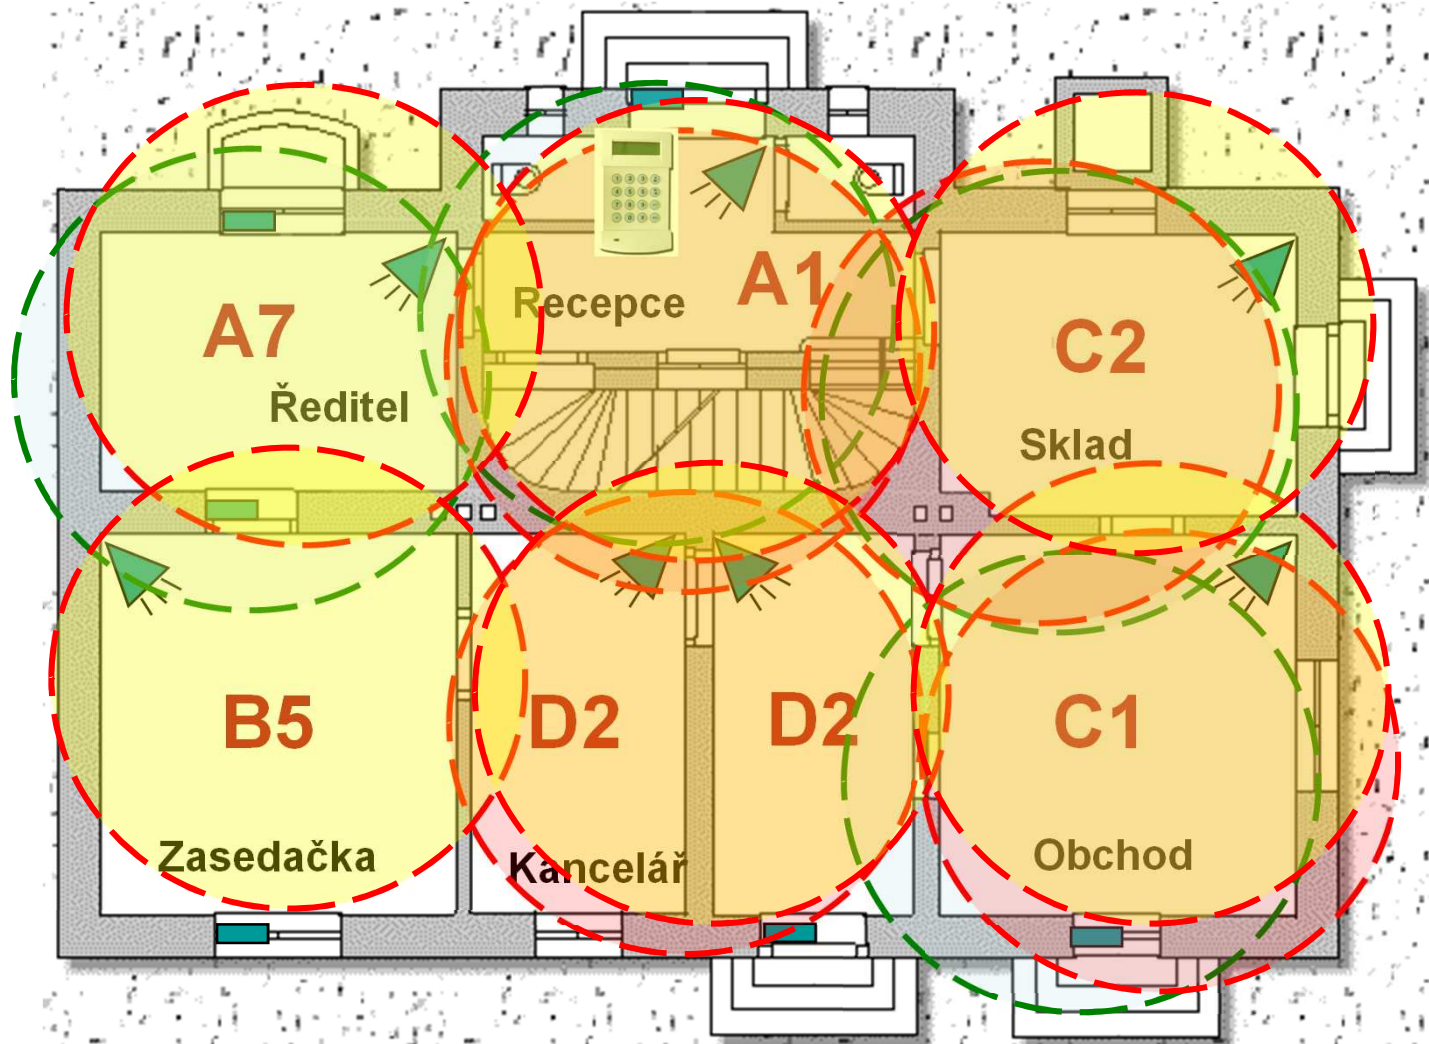 A1
Recepce
A7
C2
Ředitel
Sklad
B5
D2
D2
C1
Zasedačka
Kancelář
Obchod